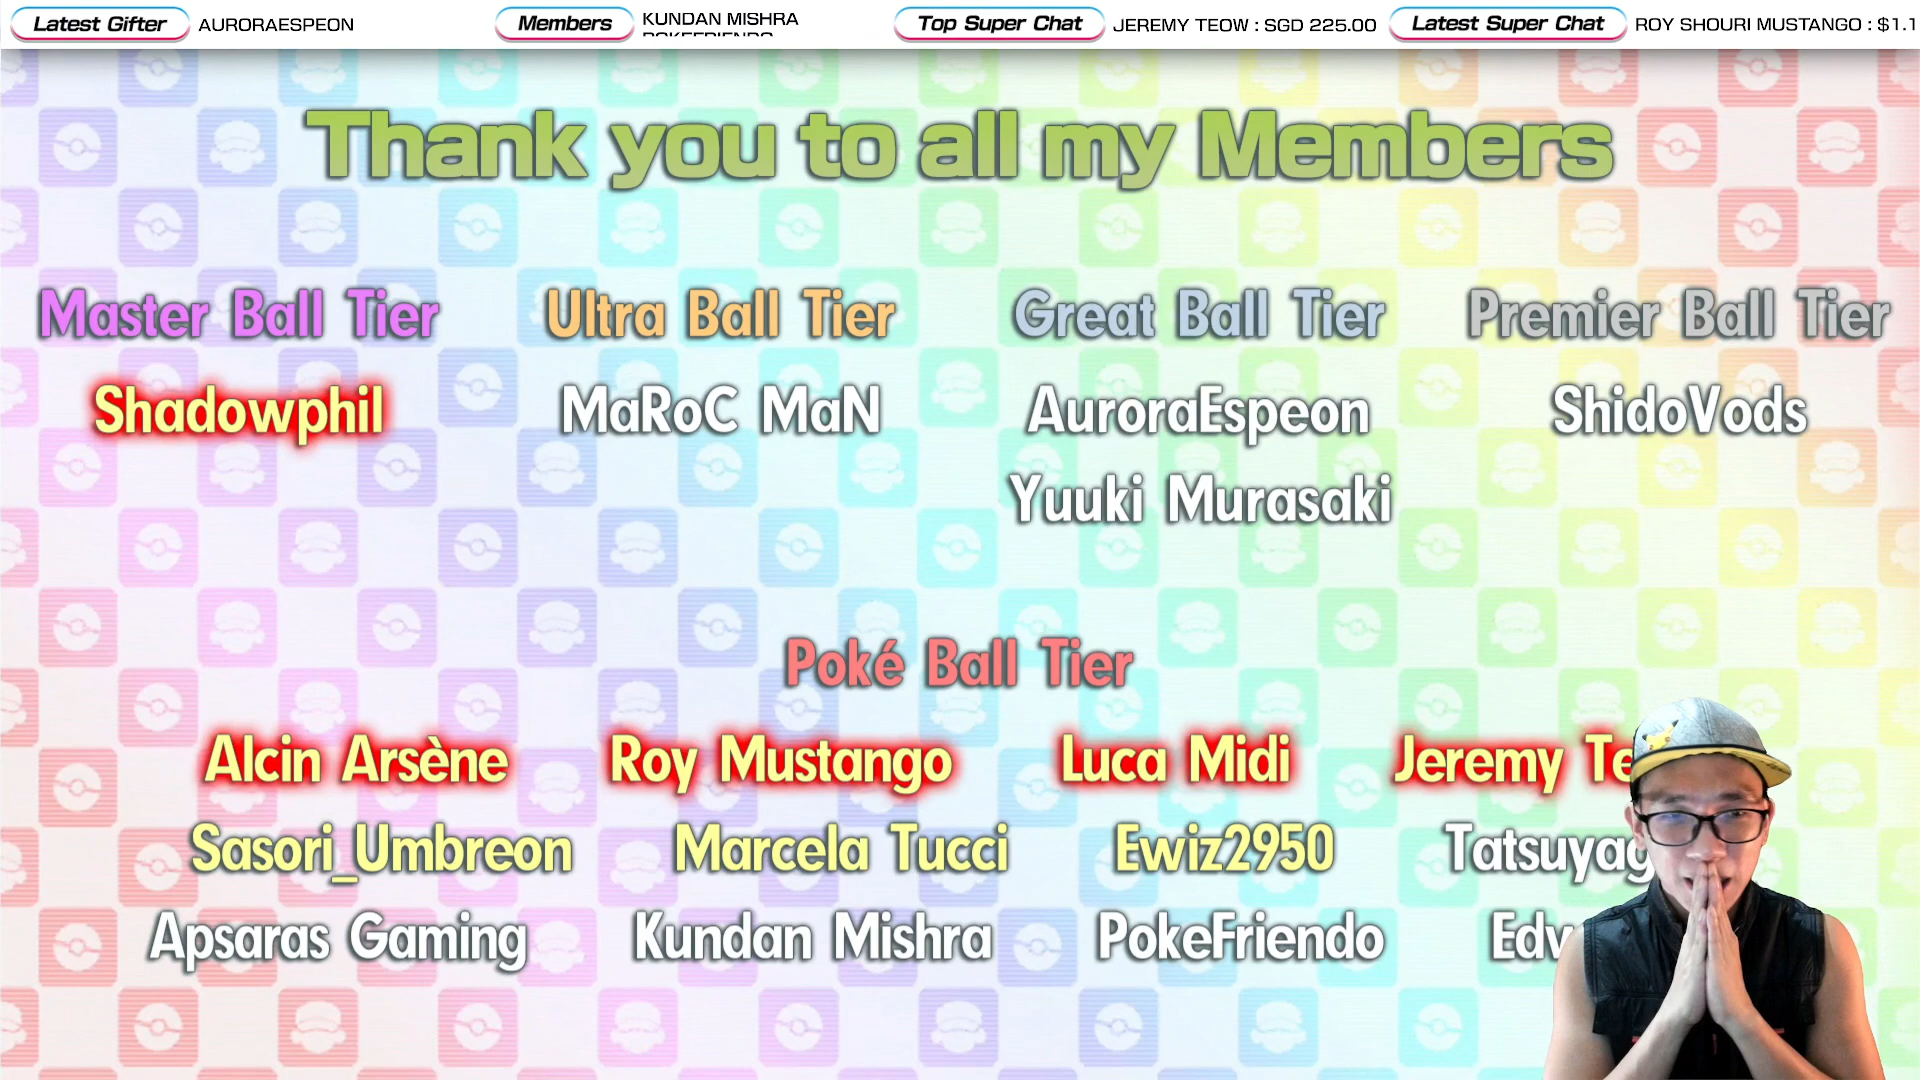 Latest Gifter AURORAESPEON Members KUNDAN MISHRA Top Super Chat JEREMY TEOW : SGD 225.00 Latest Super Chat ROY SHOURI MUSTANGO : $1.1
POKEFRIENDO
Thank you to all my Members
Master Ball Tier Ultra Ball Tier Great Ball Tier Premier Ball Tier
Shadowphil MaRoC MaN AuroraEspeon ShidoVods
Yuuki Murasaki
Poké Ball Tier
Alcin Arsène Roy Mustango Luca Midi Jeremy Te
Sasori_Umbreon Marcela Tucci Ewiz2950 Tatsuyag
Apsaras Gaming Kundan Mishra PokeFriendo Edw